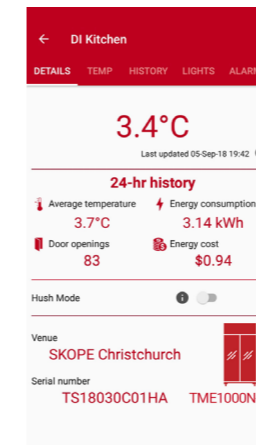 DI Kitchen
DETAILS TEMP HISTORY LIGHTS ALARM
3.4°C
Last updated 05-Sep-18 19:42
24-hr history
Average temperature Energy consumption
3.7°C 3.14 kWh
Door openings Energy cost
83 $0.94
Hush Mode
Venue
SKOPE Christchurch
Serial number
TS18030C01HA TME1000N